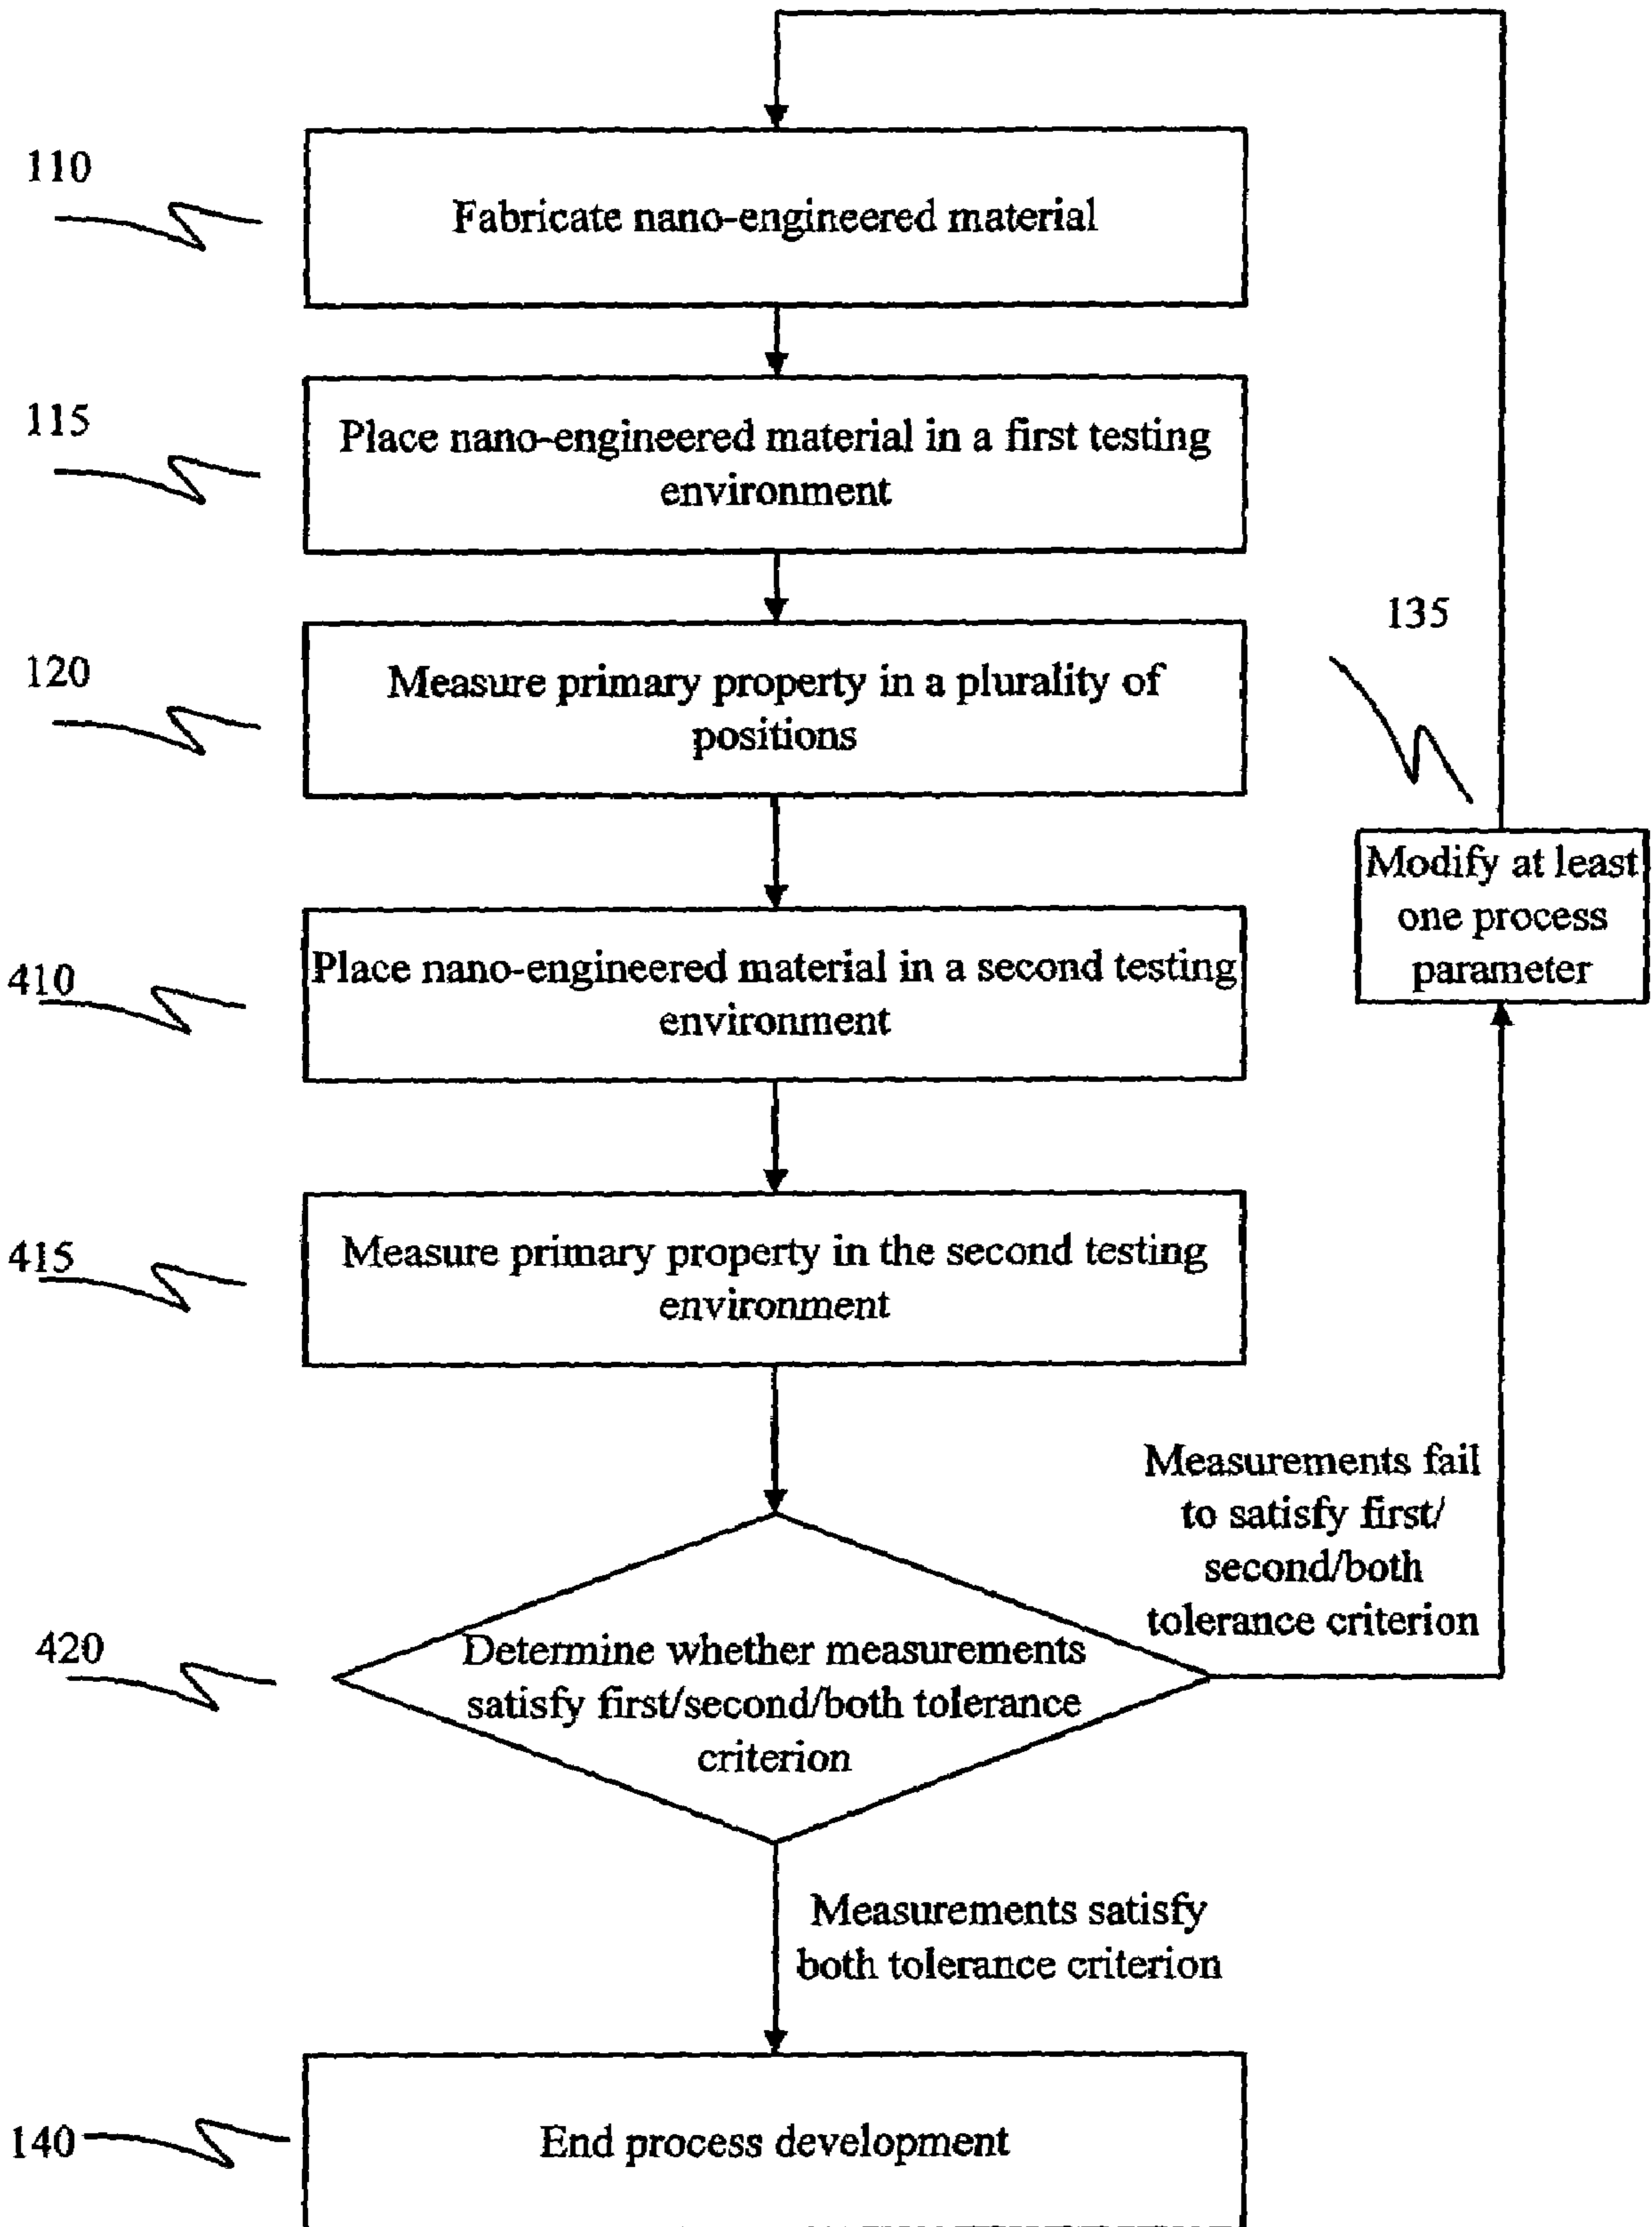 110
Fabricate nano-engineered material
115
Place nano-engineered material in a first testing
environment
120
Measure primary property in a plurality of
positions
135
Modify at least
one process
parameter
410
Place nano-engineered material in a second testing
environment
415
Measure primary property in the second testing
environment
Measurements fail
to satisfy first/
second/both
tolerance criterion
420
Determine whether measurements
satisfy first/second/both tolerance
criterion
Measurements satisfy
both tolerance criterion
140
End process development